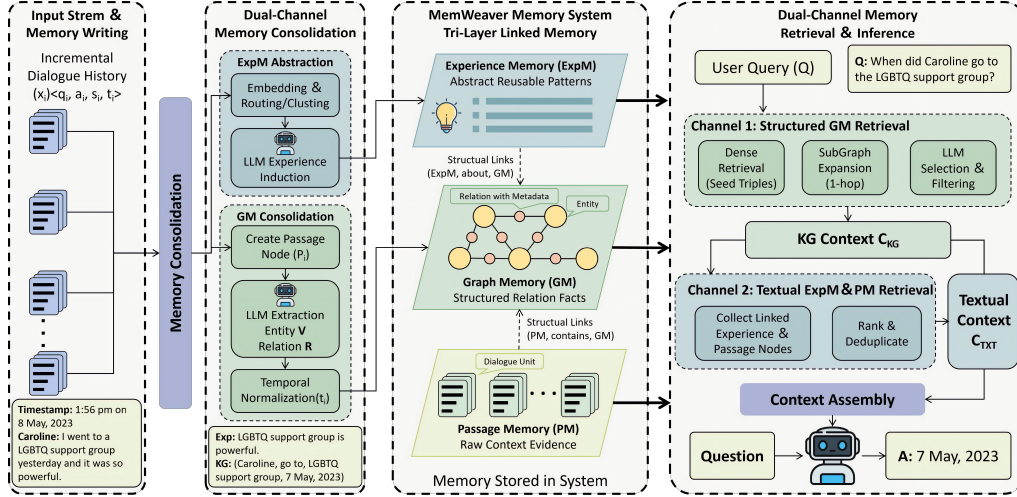 Input Strem &
Memory Writing
Incremental
Dialogue History
(xᵢ)<qᵢ, aᵢ, sᵢ, tᵢ>
Timestamp: 1:56 pm on
8 May, 2023
Caroline: I went to a
LGBTQ support group
yesterday and it was so
powerful.
Memory Consolidation
Dual-Channel
Memory Consolidation
ExpM Abstraction
Embedding &
Routing/Clusting
LLM Experience
Induction
GM Consolidation
Create Passage
Node (Pᵢ)
LLM Extraction
Entity V
Relation R
Temporal
Normalization(tᵢ)
Exp: LGBTQ support group is
powerful.
KG: (Caroline, go to, LGBTQ
support group, 7 May, 2023)
MemWeaver Memory System
Tri-Layer Linked Memory
Experience Memory (ExpM)
Abstract Reusable Patterns
Structual Links
(ExpM, about, GM)
Relation with Metadata
Entity
Graph Memory (GM)
Structured Relation Facts
Structual Links
(PM, contains, GM)
Dialogue Unit
Passage Memory (PM)
Raw Context Evidence
Memory Stored in System
Dual-Channel Memory
Retrieval & Inference
User Query (Q)
Q: When did Caroline go to
the LGBTQ support group?
Channel 1: Structured GM Retrieval
Dense
Retrieval
(Seed Triples)
SubGraph
Expansion
(1-hop)
LLM
Selection &
Filtering
KG Context C_KG
Channel 2: Textual ExpM&PM Retrieval
Collect Linked
Experience &
Passage Nodes
Rank &
Deduplicate
Textual
Context
C_TXT
Context Assembly
Question
A: 7 May, 2023